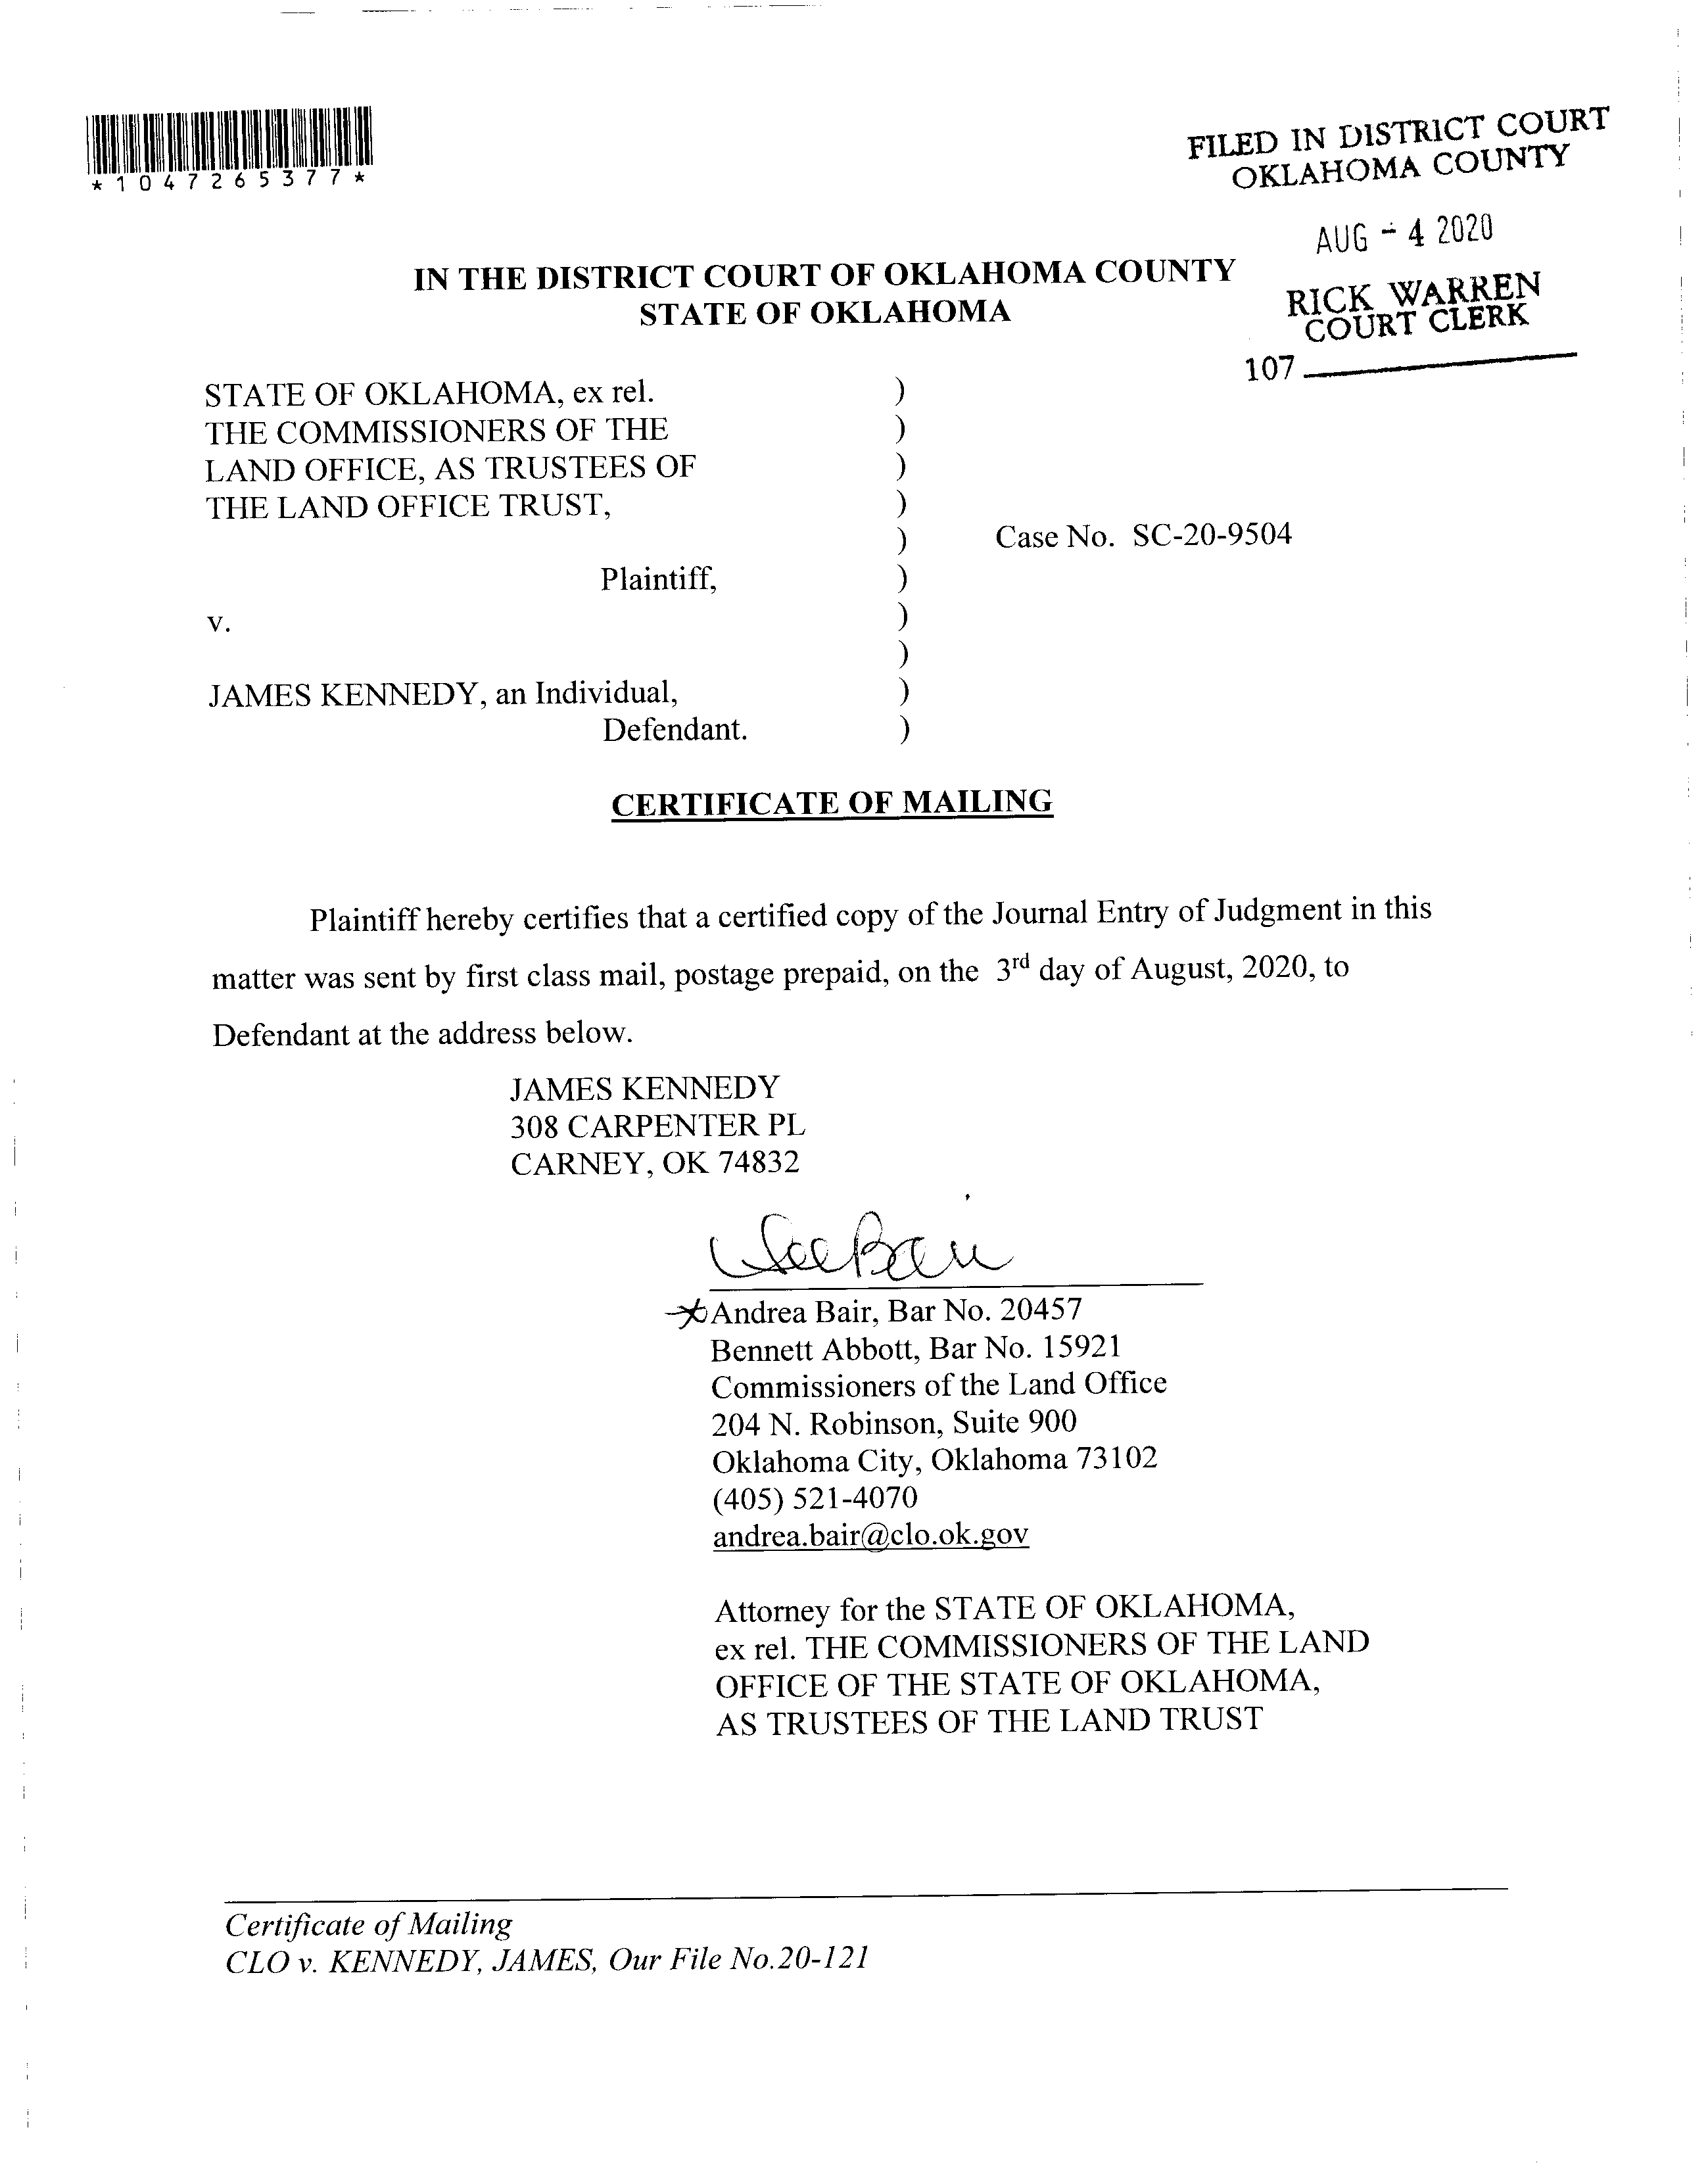 *1047265377*
FILED IN DISTRICT COURT
OKLAHOMA COUNTY
AUG - 4 2020
RICK WARREN
COURT CLERK
107
IN THE DISTRICT COURT OF OKLAHOMA COUNTY
STATE OF OKLAHOMA
STATE OF OKLAHOMA, ex rel. )
THE COMMISSIONERS OF THE )
LAND OFFICE, AS TRUSTEES OF )
THE LAND OFFICE TRUST, )
) Case No. SC-20-9504
Plaintiff, )
v. )
)
JAMES KENNEDY, an Individual, )
Defendant. )
CERTIFICATE OF MAILING
Plaintiff hereby certifies that a certified copy of the Journal Entry of Judgment in this
matter was sent by first class mail, postage prepaid, on the 3rd day of August, 2020, to
Defendant at the address below.
JAMES KENNEDY
308 CARPENTER PL
CARNEY, OK 74832
Andrea Bair, Bar No. 20457
Bennett Abbott, Bar No. 15921
Commissioners of the Land Office
204 N. Robinson, Suite 900
Oklahoma City, Oklahoma 73102
(405) 521-4070
andrea.bair@clo.ok.gov
Attorney for the STATE OF OKLAHOMA,
ex rel. THE COMMISSIONERS OF THE LAND
OFFICE OF THE STATE OF OKLAHOMA,
AS TRUSTEES OF THE LAND TRUST
Certificate of Mailing
CLO v. KENNEDY, JAMES, Our File No.20-121